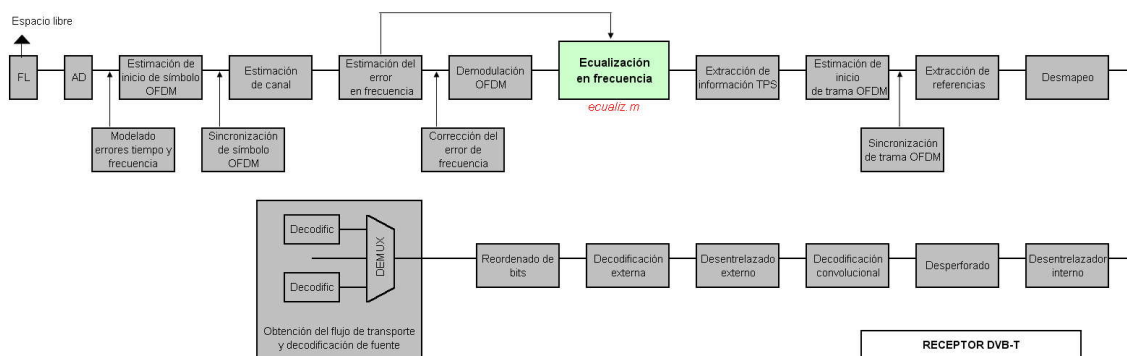 Espacio libre
FL
AD
Estimación de
inicio de símbolo
OFDM
Estimación
de canal
Estimación del
error
en frecuencia
Demodulación
OFDM
Ecualización
en frecuencia
ecualiz.m
Extracción de
información TPS
Estimación de
inicio
de trama OFDM
Extracción de
referencias
Desmapeo
Modelado
errores tiempo y
frecuencia
Sincronización
de símbolo
OFDM
Corrección del
error de
frecuencia
Sincronización
de trama OFDM
Decodific
DEMUX
Decodific
Obtención del flujo de transporte
y decodificación de fuente
Reordenado de
bits
Decodificación
externa
Desentrelazado
externo
Decodificación
convolucional
Desperforado
Desentrelazador
interno
RECEPTOR DVB-T